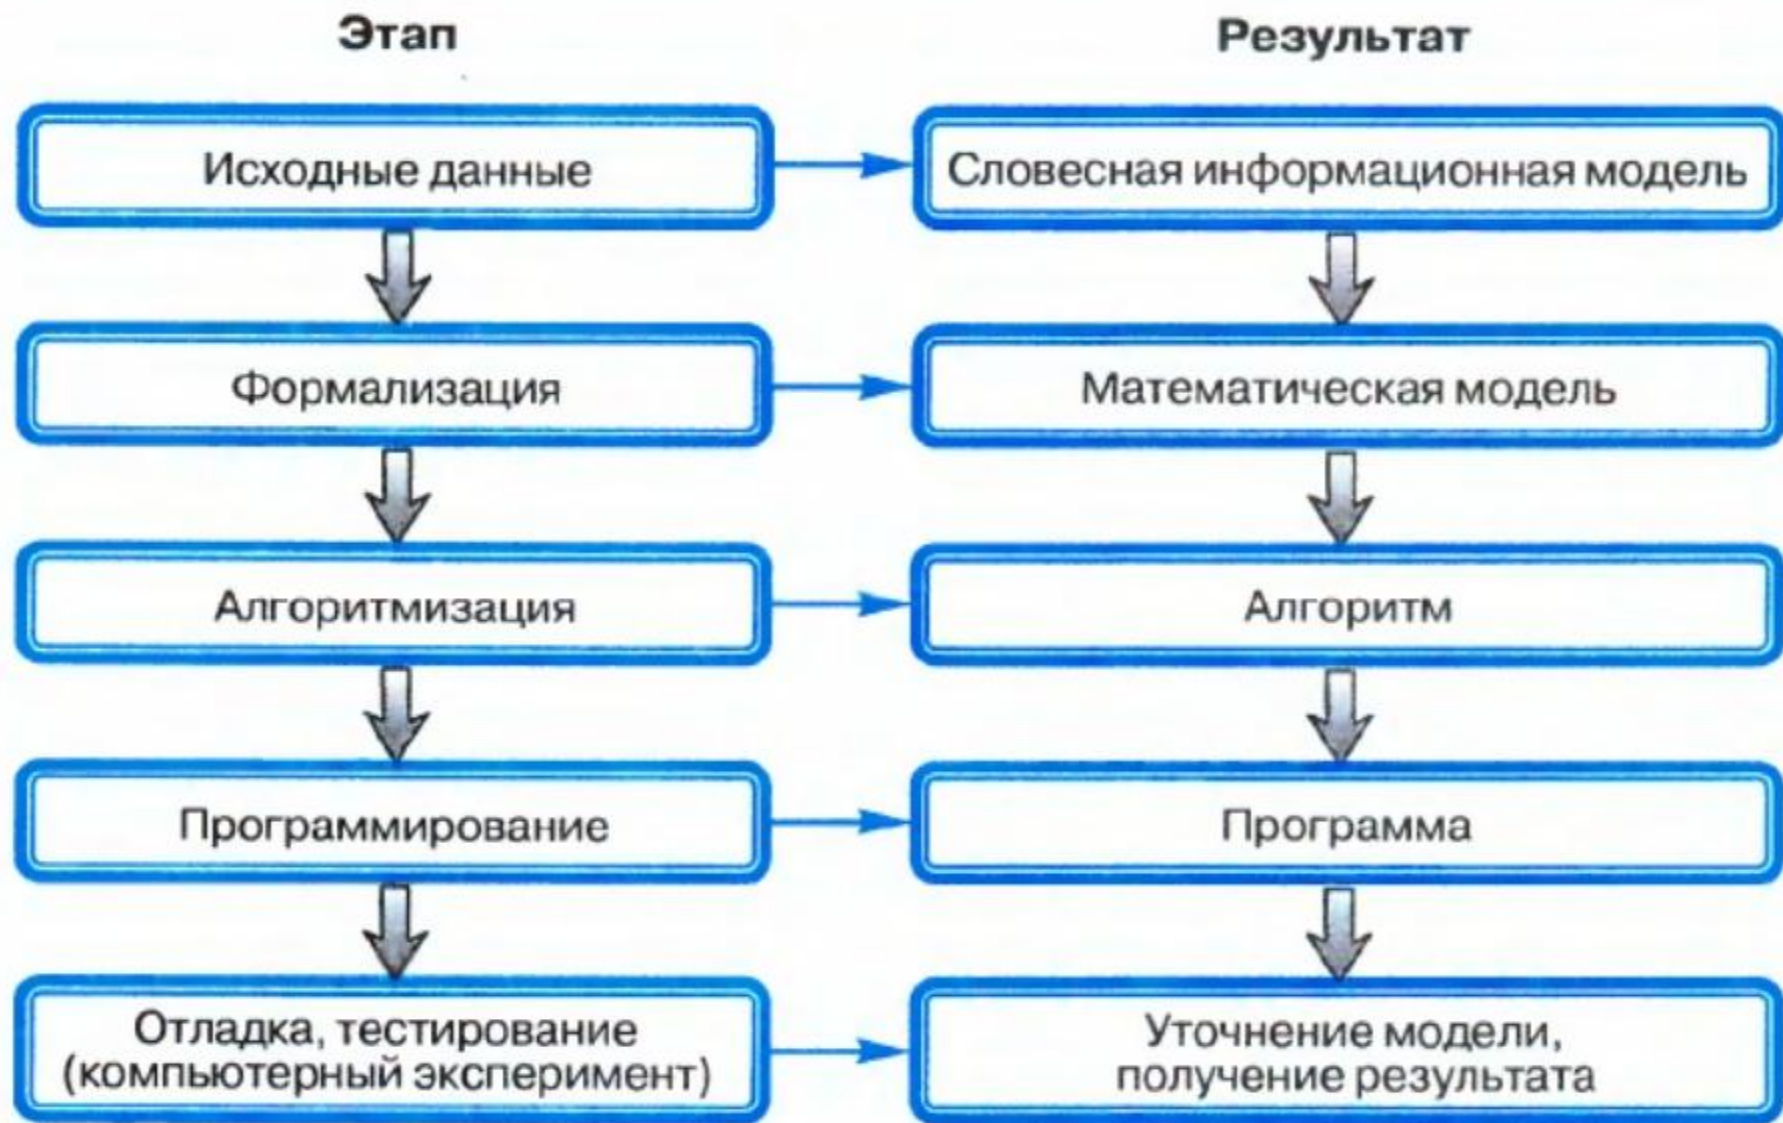 Этап
Результат
Исходные данные
Словесная информационная модель
Формализация
Математическая модель
Алгоритмизация
Алгоритм
Программирование
Программа
Отладка, тестирование
(компьютерный эксперимент)
Уточнение модели,
получение результата